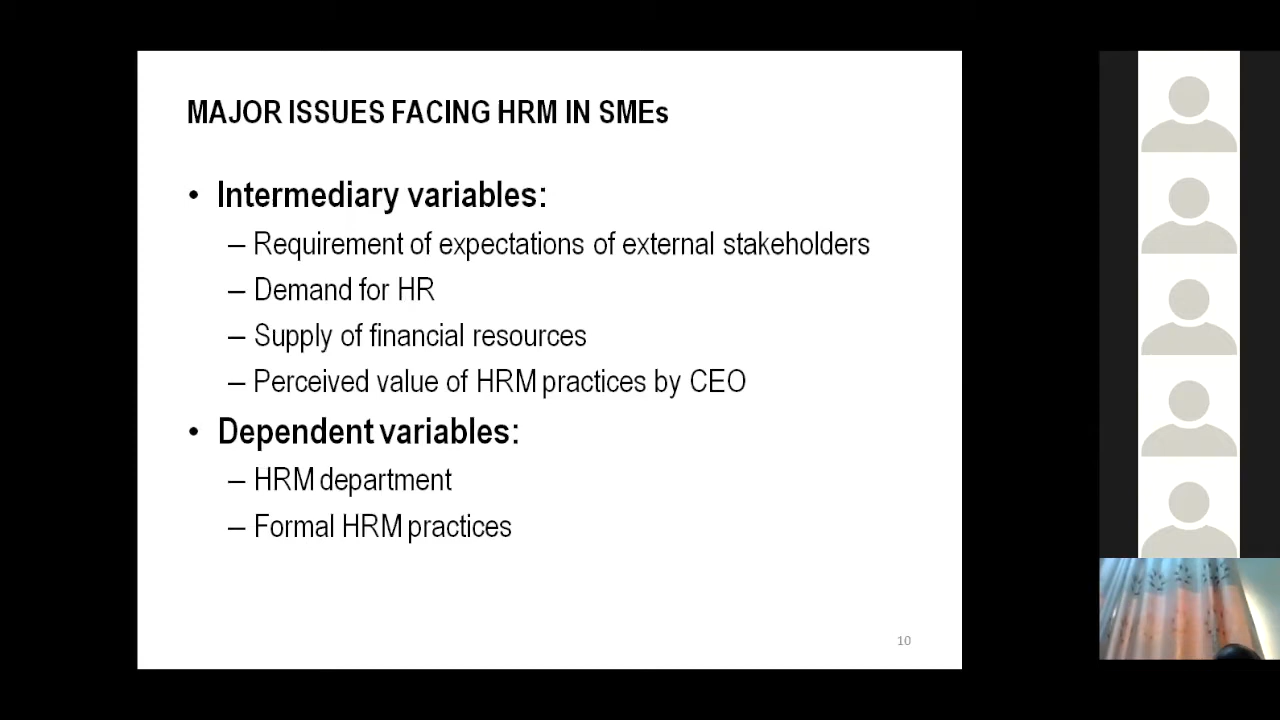 MAJOR ISSUES FACING HRM IN SMEs
• Intermediary variables:
– Requirement of expectations of external stakeholders
– Demand for HR
– Supply of financial resources
– Perceived value of HRM practices by CEO
• Dependent variables:
– HRM department
– Formal HRM practices
10